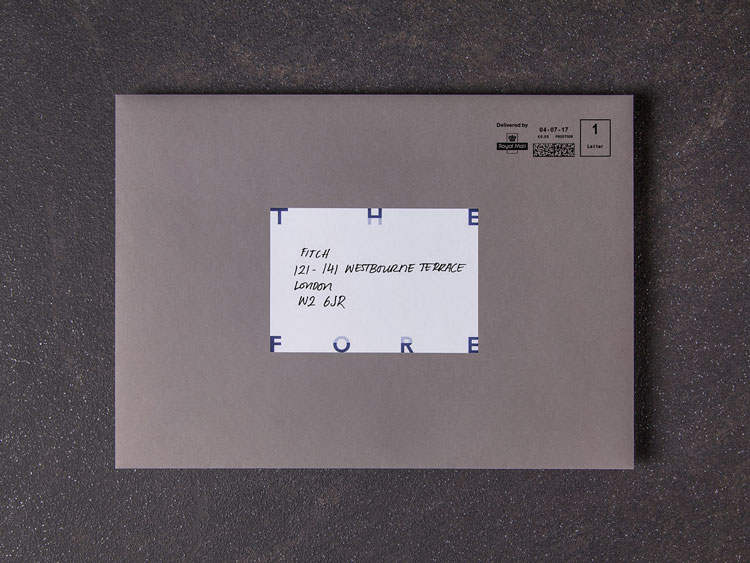 Delivered by
Royal Mail
04-07-17
1
Letter
T H E
FITCH
121-141 WESTBOURNE TERRACE
LONDON
W2 6JR
F O R E